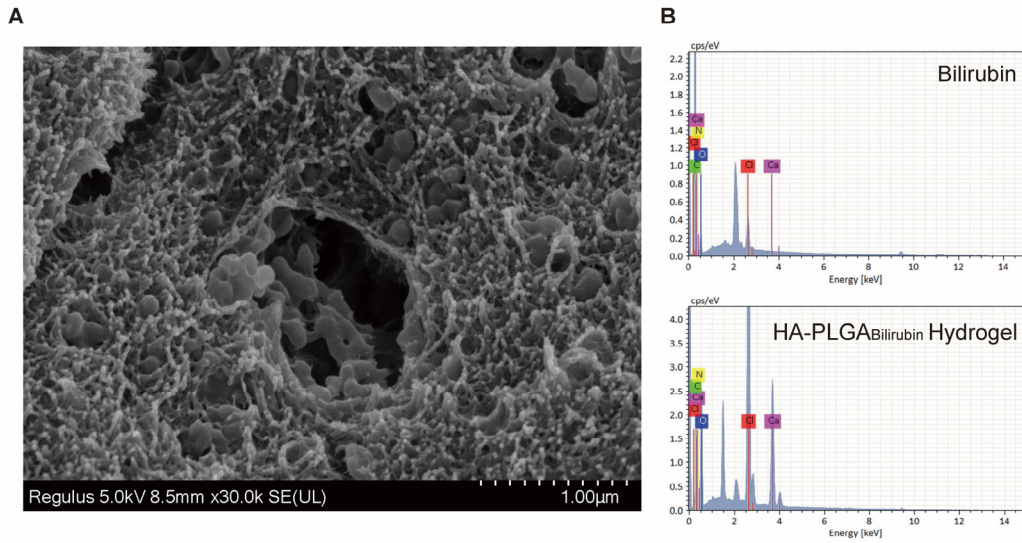 A
Regulus 5.0kV 8.5mm x30.0k SE(UL)
1.00μm
B
cps/eV
Bilirubin
2.2
2.0
1.8
1.6
1.4
1.2
1.0
0.8
0.6
0.4
0.2
0.0
Ca
N
Cl
O
C
Cl
Ca
0
2
4
6
8
10
12
14
Energy [keV]
cps/eV
HA-PLGABilirubin Hydrogel
4.0
3.5
3.0
2.5
2.0
1.5
1.0
0.5
0.0
N
C
Ca
Cl
O
Cl
Ca
0
2
4
6
8
10
12
14
Energy [keV]